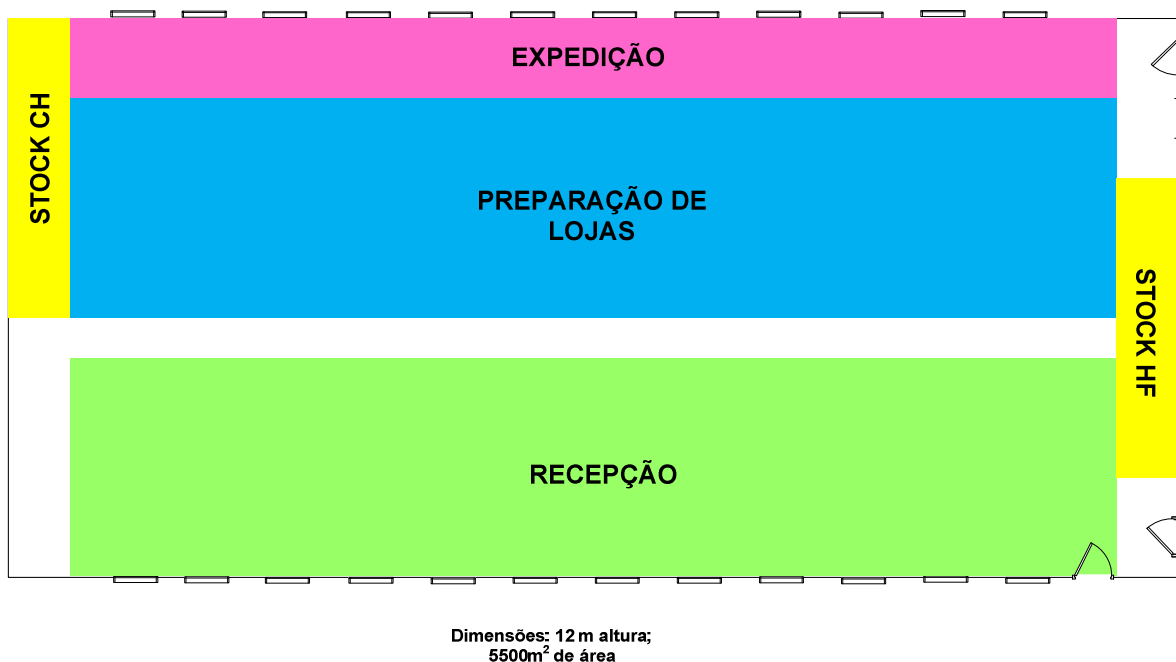 EXPEDIÇÃO
STOCK CH
PREPARAÇÃO DE
LOJAS
STOCK HF
RECEPÇÃO
Dimensões: 12 m altura;
5500m² de área